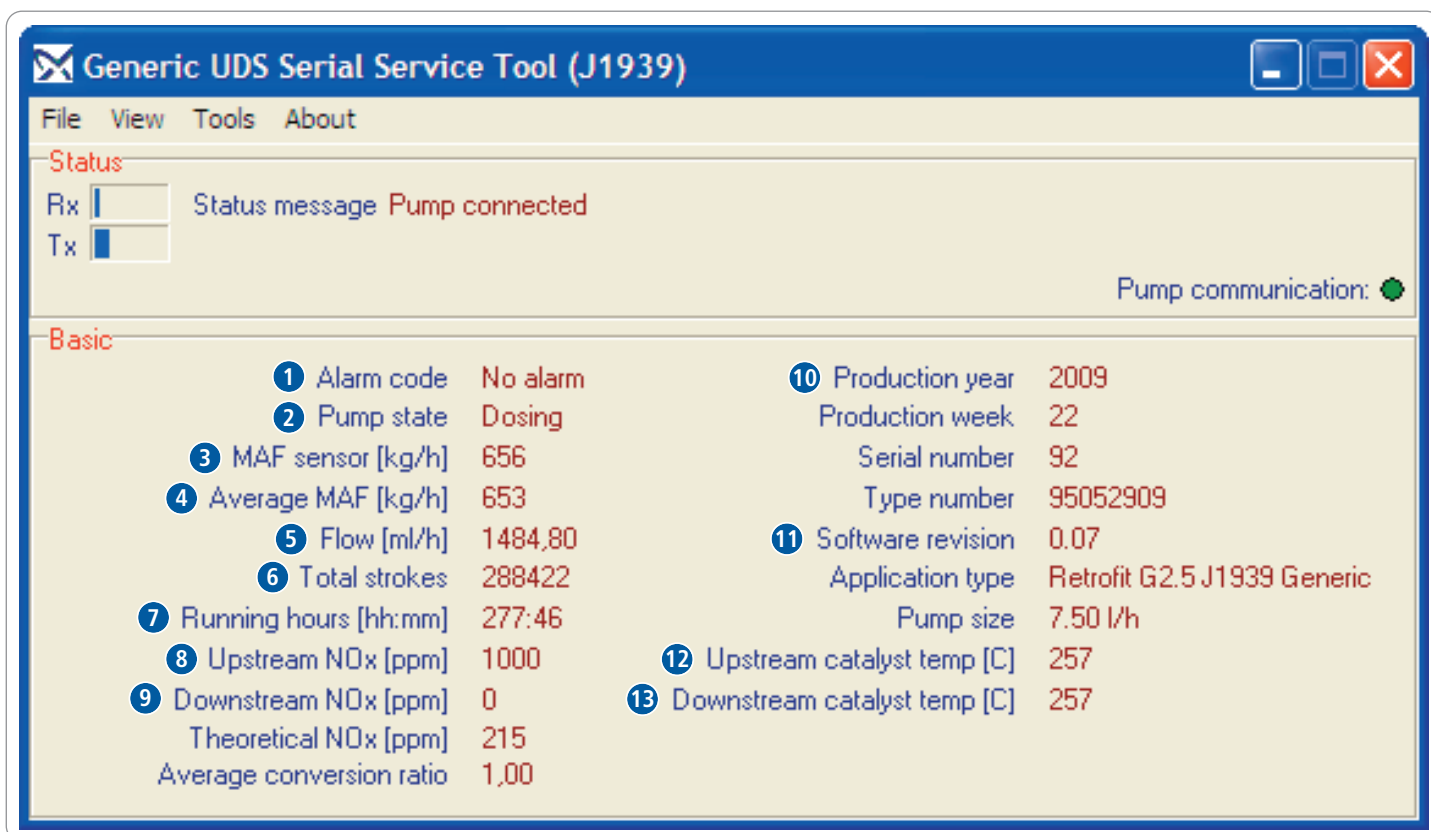 Generic UDS Serial Service Tool (J1939)
File View Tools About
Status
Rx Status message Pump connected
Tx
Pump communication:
Basic
1 Alarm code No alarm
2 Pump state Dosing
3 MAF sensor [kg/h] 656
4 Average MAF [kg/h] 653
5 Flow [ml/h] 1484,80
6 Total strokes 288422
7 Running hours [hh:mm] 277:46
8 Upstream NOx [ppm] 1000
9 Downstream NOx [ppm] 0
Theoretical NOx [ppm] 215
Average conversion ratio 1,00
10 Production year 2009
Production week 22
Serial number 92
Type number 95052909
11 Software revision 0.07
Application type Retrofit G2.5 J1939 Generic
Pump size 7.50 l/h
12 Upstream catalyst temp [C] 257
13 Downstream catalyst temp [C] 257